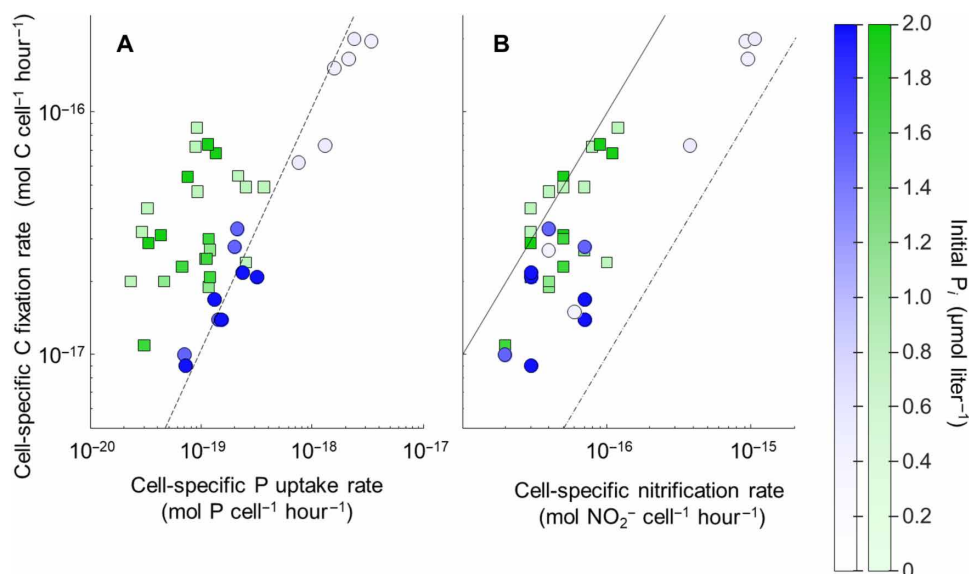 A
B
Cell-specific C fixation rate (mol C cell⁻¹ hour⁻¹)
10⁻¹⁶
10⁻¹⁷
10⁻²⁰
10⁻¹⁹
10⁻¹⁸
10⁻¹⁷
Cell-specific P uptake rate
(mol P cell⁻¹ hour⁻¹)
10⁻¹⁶
10⁻¹⁵
Cell-specific nitrification rate
(mol NO₂⁻ cell⁻¹ hour⁻¹)
2.0
1.8
1.6
1.4
1.2
1.0
0.8
0.6
0.4
0.2
0
Initial Pᵢ (μmol liter⁻¹)